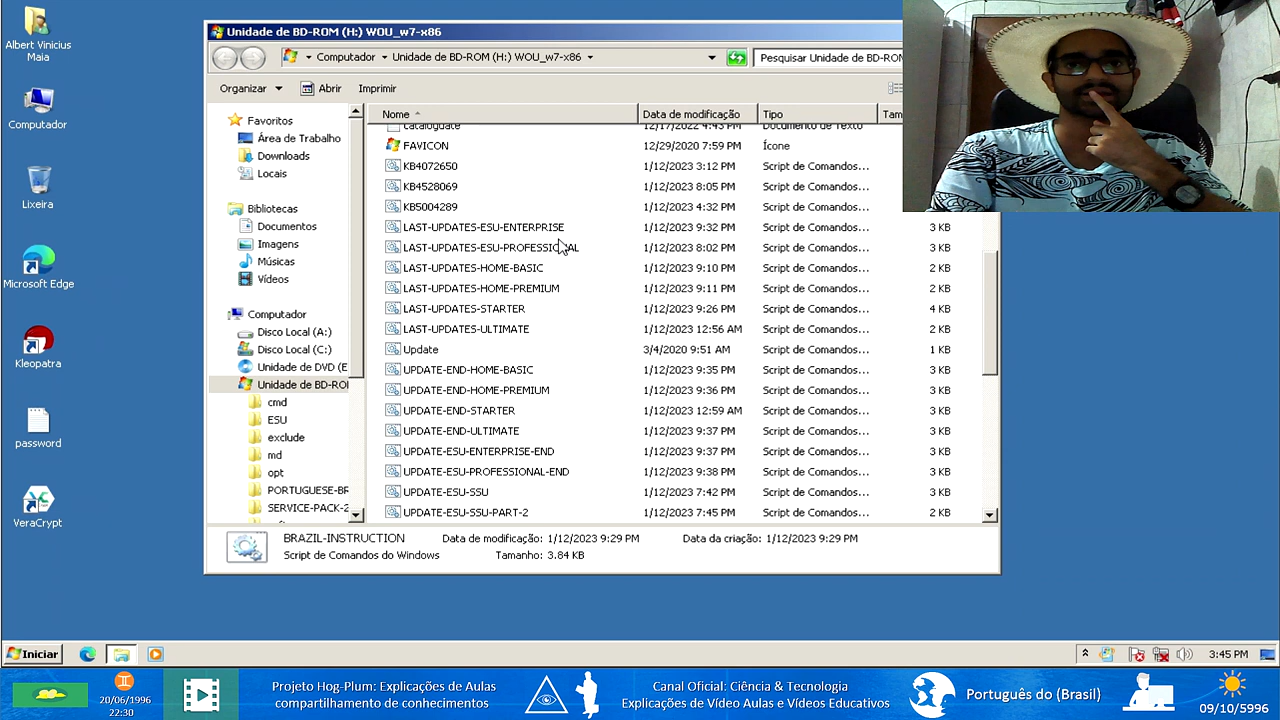 Albert Vinicius
Maia
Computador
Lixeira
Microsoft Edge
Kleopatra
password
VeraCrypt
Unidade de BD-ROM (H:) WOU_w7-x86
Computador
Unidade de BD-ROM (H:) WOU_w7-x86
Pesquisar Unidade de BD-ROM
Organizar Abrir Imprimir
Favoritos
Área de Trabalho
Downloads
Locais
Bibliotecas
Documentos
Imagens
Músicas
Vídeos
Computador
Disco Local (A:)
Disco Local (C:)
Unidade de DVD (E
Unidade de BD-RO
cmd
ESU
exclude
md
opt
PORTUGUESE-BR
SERVICE-PACK-2
Nome Data de modificação Tipo Tam
catalogdate 12/17/2022 4:43 PM Documento de Texto
FAVICON 12/29/2020 7:59 PM Ícone
KB4072650 1/12/2023 3:12 PM Script de Comandos...
KB4528069 1/12/2023 8:05 PM Script de Comandos...
KB5004289 1/12/2023 4:32 PM Script de Comandos...
LAST-UPDATES-ESU-ENTERPRISE 1/12/2023 9:32 PM Script de Comandos... 3 KB
LAST-UPDATES-ESU-PROFESSIONAL 1/12/2023 8:02 PM Script de Comandos... 3 KB
LAST-UPDATES-HOME-BASIC 1/12/2023 9:10 PM Script de Comandos... 2 KB
LAST-UPDATES-HOME-PREMIUM 1/12/2023 9:11 PM Script de Comandos... 2 KB
LAST-UPDATES-STARTER 1/12/2023 9:26 PM Script de Comandos... 4 KB
LAST-UPDATES-ULTIMATE 1/12/2023 12:56 AM Script de Comandos... 2 KB
Update 3/4/2020 9:51 AM Script de Comandos... 1 KB
UPDATE-END-HOME-BASIC 1/12/2023 9:35 PM Script de Comandos... 3 KB
UPDATE-END-HOME-PREMIUM 1/12/2023 9:36 PM Script de Comandos... 3 KB
UPDATE-END-STARTER 1/12/2023 12:59 AM Script de Comandos... 3 KB
UPDATE-END-ULTIMATE 1/12/2023 9:37 PM Script de Comandos... 3 KB
UPDATE-ESU-ENTERPRISE-END 1/12/2023 9:37 PM Script de Comandos... 3 KB
UPDATE-ESU-PROFESSIONAL-END 1/12/2023 9:38 PM Script de Comandos... 3 KB
UPDATE-ESU-SSU 1/12/2023 7:42 PM Script de Comandos... 3 KB
UPDATE-ESU-SSU-PART-2 1/12/2023 7:45 PM Script de Comandos... 2 KB
BRAZIL-INSTRUCTION Data de modificação: 1/12/2023 9:29 PM Data da criação: 1/12/2023 9:29 PM
Script de Comandos do Windows Tamanho: 3.84 KB
Iniciar
3:45 PM
20/06/1996
22:30
Projeto Hog-Plum: Explicações de Aulas
compartilhamento de conhecimentos
Canal Oficial: Ciência & Tecnologia
Explicações de Vídeo Aulas e Vídeos Educativos
Português do (Brasil)
09/10/5996